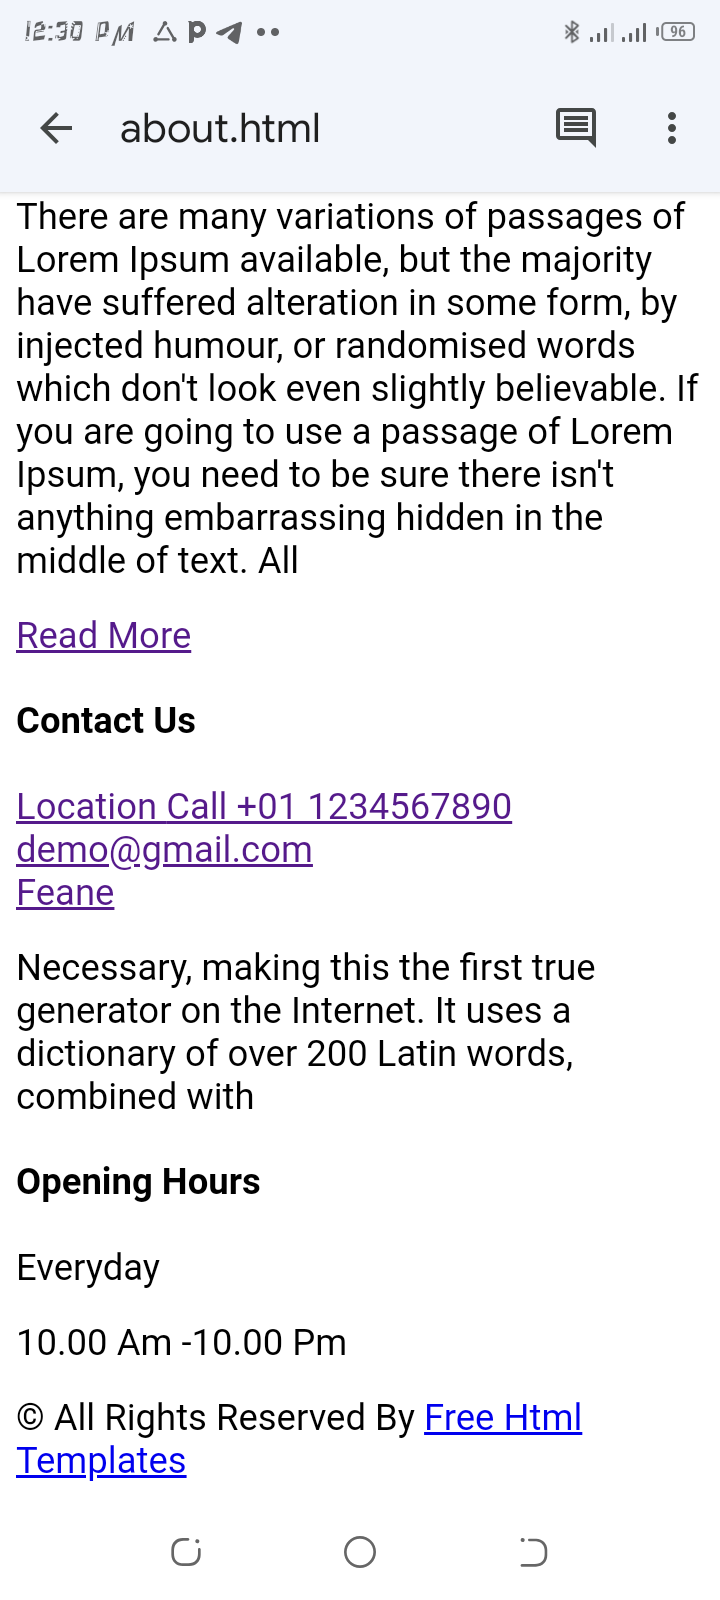 12:30 PM
96
about.html
There are many variations of passages of
Lorem Ipsum available, but the majority
have suffered alteration in some form, by
injected humour, or randomised words
which don't look even slightly believable. If
you are going to use a passage of Lorem
Ipsum, you need to be sure there isn't
anything embarrassing hidden in the
middle of text. All
Read More
Contact Us
Location Call +01 1234567890
demo@gmail.com
Feane
Necessary, making this the first true
generator on the Internet. It uses a
dictionary of over 200 Latin words,
combined with
Opening Hours
Everyday
10.00 Am -10.00 Pm
© All Rights Reserved By Free Html
Templates